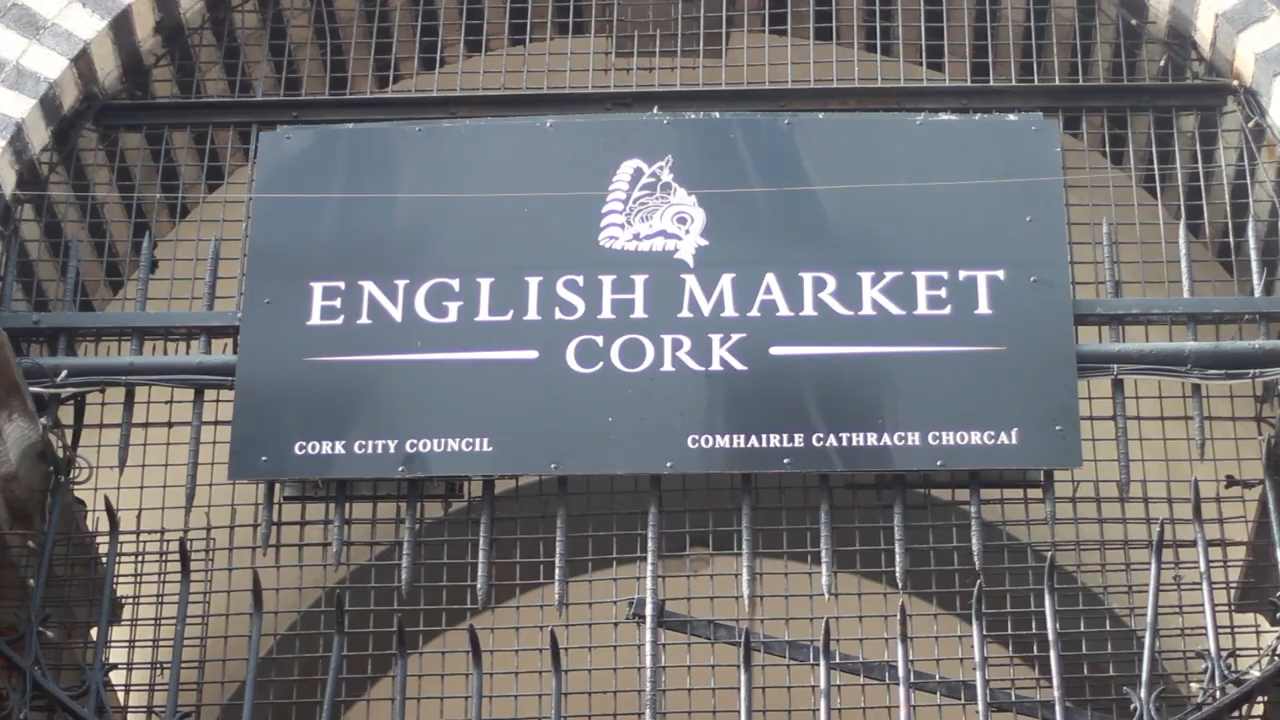 ENGLISH MARKET
CORK
CORK CITY COUNCIL
COMHAIRLE CATHRACH CHORCAÍ